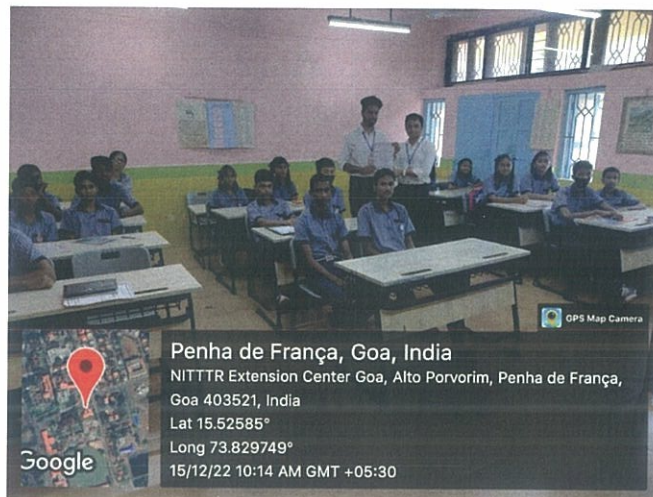 GPS Map Camera
Penha de França, Goa, India
NITTTR Extension Center Goa, Alto Porvorim, Penha de França,
Goa 403521, India
Lat 15.52585°
Long 73.829749°
15/12/22 10:14 AM GMT +05:30
Google